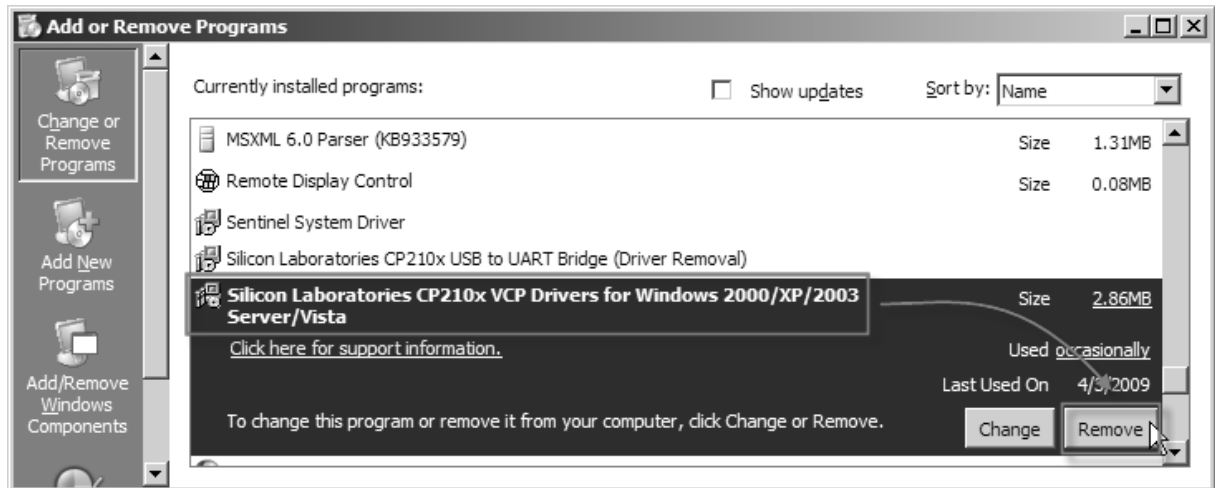 Add or Remove Programs
Change or
Remove
Programs
Add New
Programs
Add/Remove
Windows
Components
Currently installed programs:
Show updates
Sort by: Name
MSXML 6.0 Parser (KB933579) Size 1.31MB
Remote Display Control Size 0.08MB
Sentinel System Driver
Silicon Laboratories CP210x USB to UART Bridge (Driver Removal)
Silicon Laboratories CP210x VCP Drivers for Windows 2000/XP/2003 Size 2.86MB
Server/Vista
Click here for support information. Used occasionally
Last Used On 4/3/2009
To change this program or remove it from your computer, click Change or Remove. Change Remove